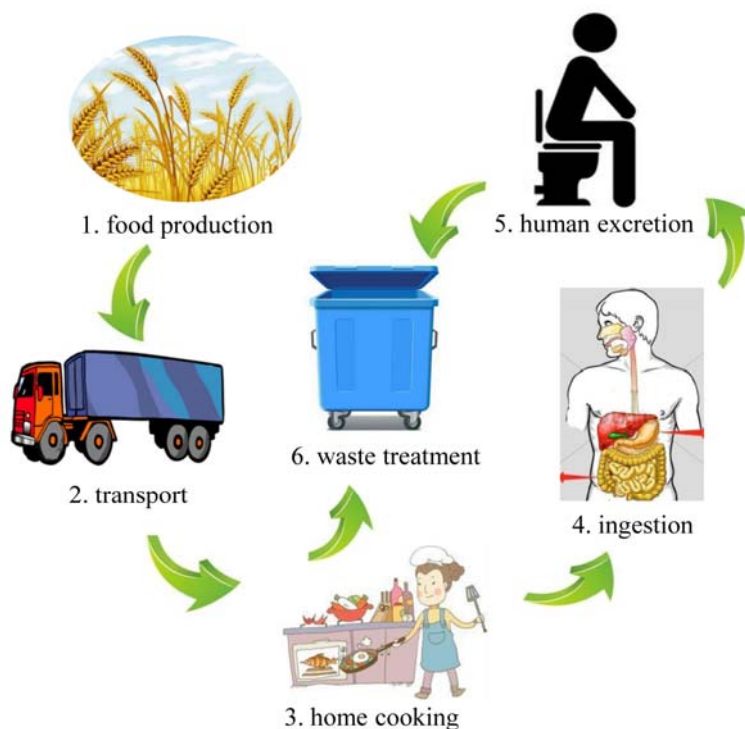 1. food production
2. transport
3. home cooking
4. ingestion
5. human excretion
6. waste treatment